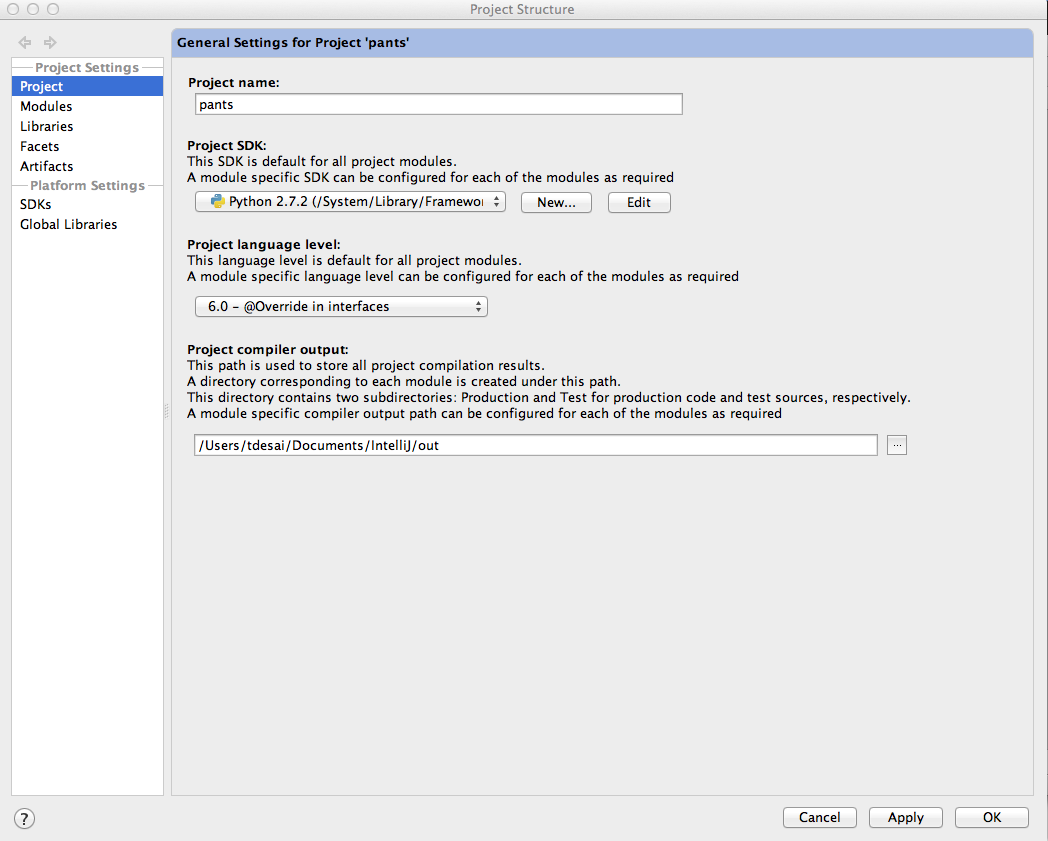 Project Structure
General Settings for Project 'pants'
Project Settings
Project
Modules
Libraries
Facets
Artifacts
Platform Settings
SDKs
Global Libraries
Project name:
pants
Project SDK:
This SDK is default for all project modules.
A module specific SDK can be configured for each of the modules as required
Python 2.7.2 (/System/Library/Framewor
New...
Edit
Project language level:
This language level is default for all project modules.
A module specific language level can be configured for each of the modules as required
6.0 – @Override in interfaces
Project compiler output:
This path is used to store all project compilation results.
A directory corresponding to each module is created under this path.
This directory contains two subdirectories: Production and Test for production code and test sources, respectively.
A module specific compiler output path can be configured for each of the modules as required
/Users/tdesai/Documents/IntelliJ/out
...
?
Cancel
Apply
OK